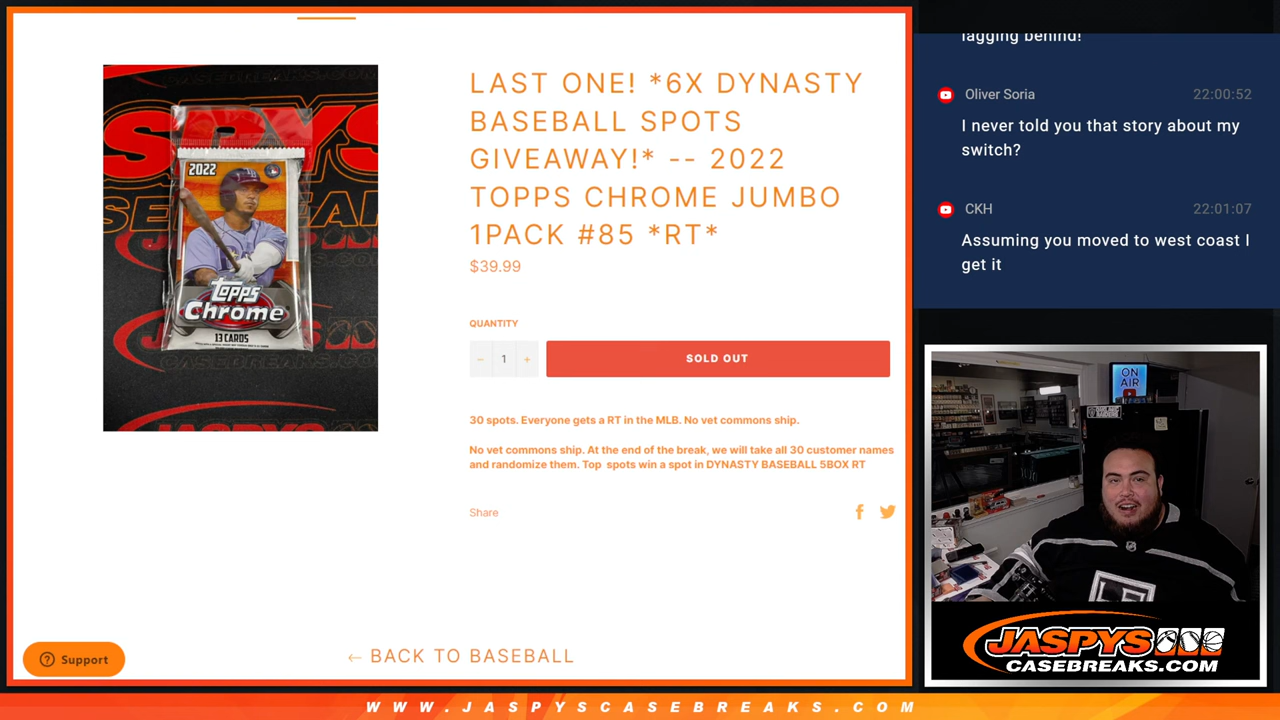 LAST ONE! *6X DYNASTY
BASEBALL SPOTS
GIVEAWAY!* -- 2022
TOPPS CHROME JUMBO
1PACK #85 *RT*
$39.99
QUANTITY
− 1 +
SOLD OUT
30 spots. Everyone gets a RT in the MLB. No vet commons ship.
No vet commons ship. At the end of the break, we will take all 30 customer names
and randomize them. Top spots win a spot in DYNASTY BASEBALL 5BOX RT
Share
← BACK TO BASEBALL
Support
2022
topps
Chrome
13 CARDS
lagging behind!
Oliver Soria 22:00:52
I never told you that story about my
switch?
CKH 22:01:07
Assuming you moved to west coast I
get it
ON
AIR
JASPYS
CASEBREAKS.COM
WWW.JASPYSCASEBREAKS.COM